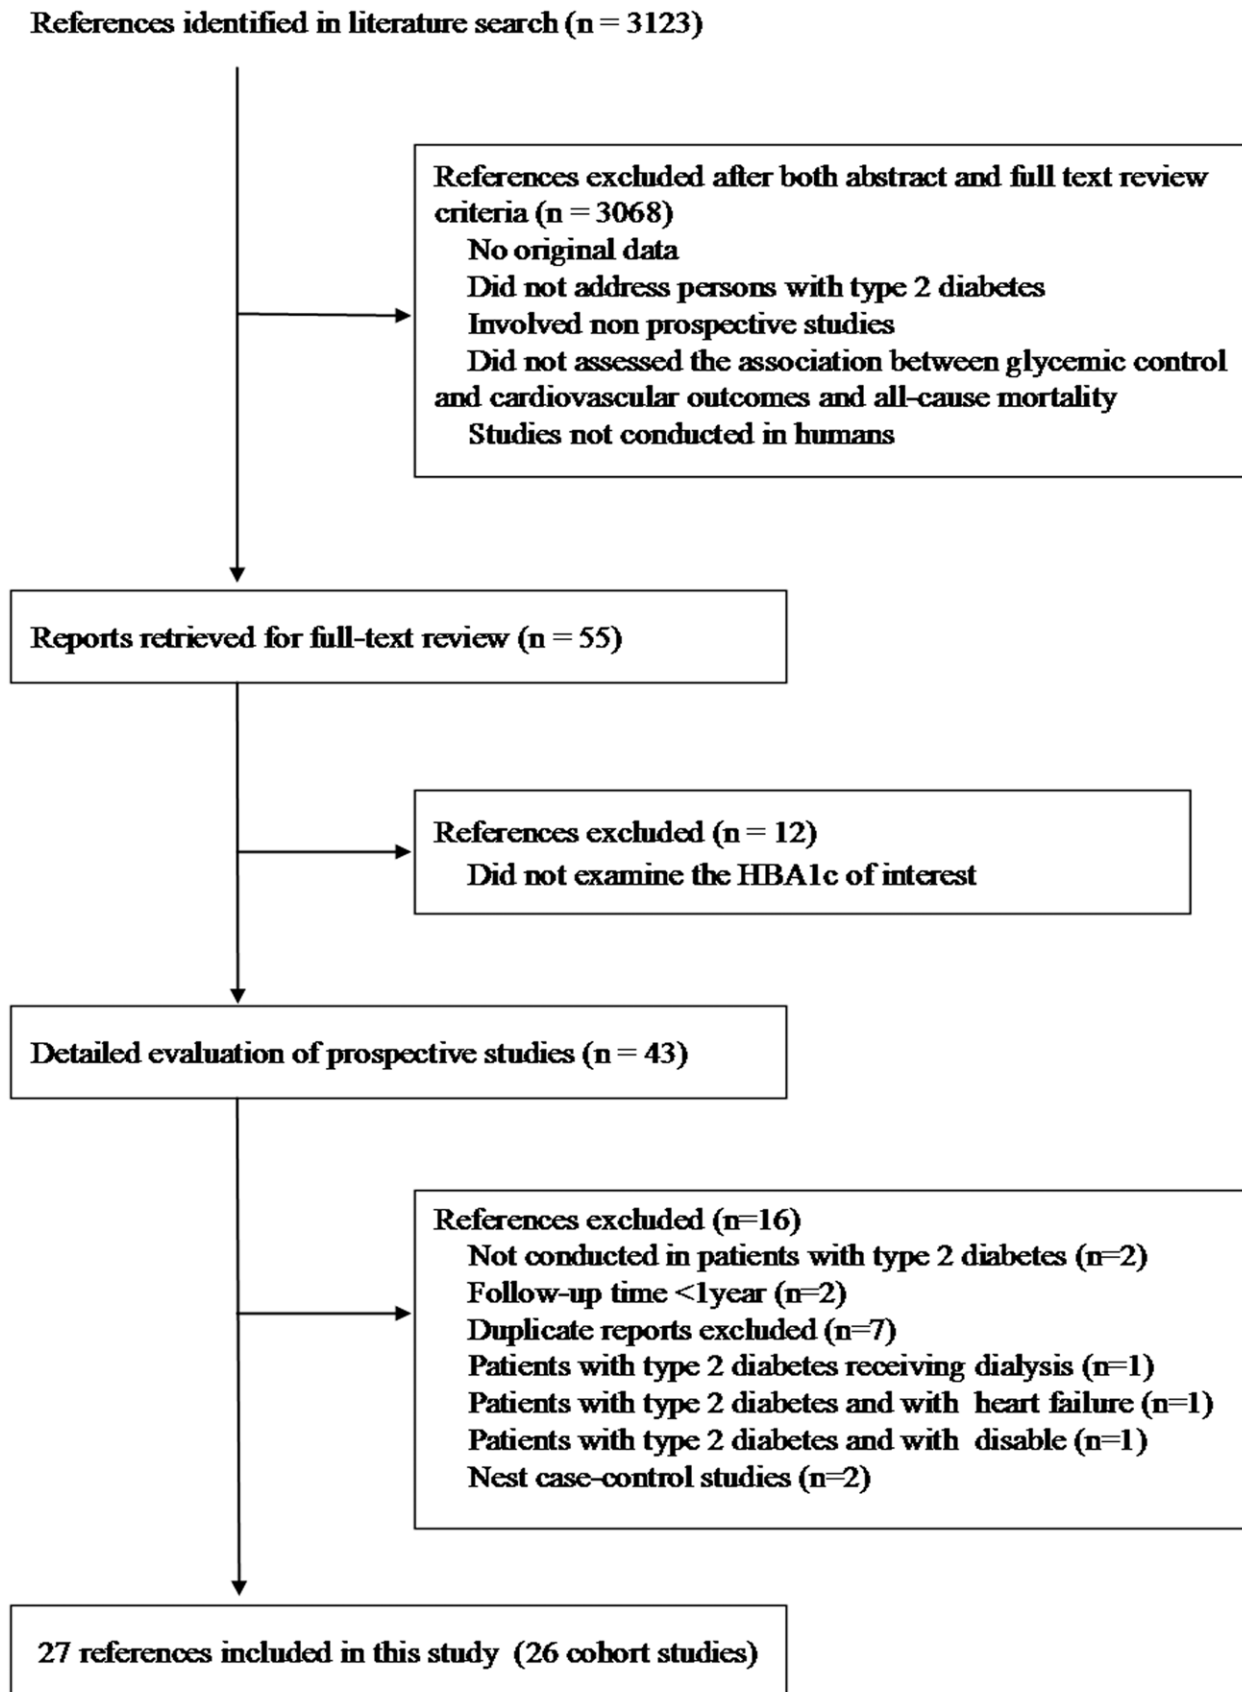 References identified in literature search (n = 3123)
References excluded after both abstract and full text review
criteria (n = 3068)
No original data
Did not address persons with type 2 diabetes
Involved non prospective studies
Did not assessed the association between glycemic control
and cardiovascular outcomes and all-cause mortality
Studies not conducted in humans
Reports retrieved for full-text review (n = 55)
References excluded (n = 12)
Did not examine the HBA1c of interest
Detailed evaluation of prospective studies (n = 43)
References excluded (n=16)
Not conducted in patients with type 2 diabetes (n=2)
Follow-up time <1year (n=2)
Duplicate reports excluded (n=7)
Patients with type 2 diabetes receiving dialysis (n=1)
Patients with type 2 diabetes and with heart failure (n=1)
Patients with type 2 diabetes and with disable (n=1)
Nest case-control studies (n=2)
27 references included in this study (26 cohort studies)